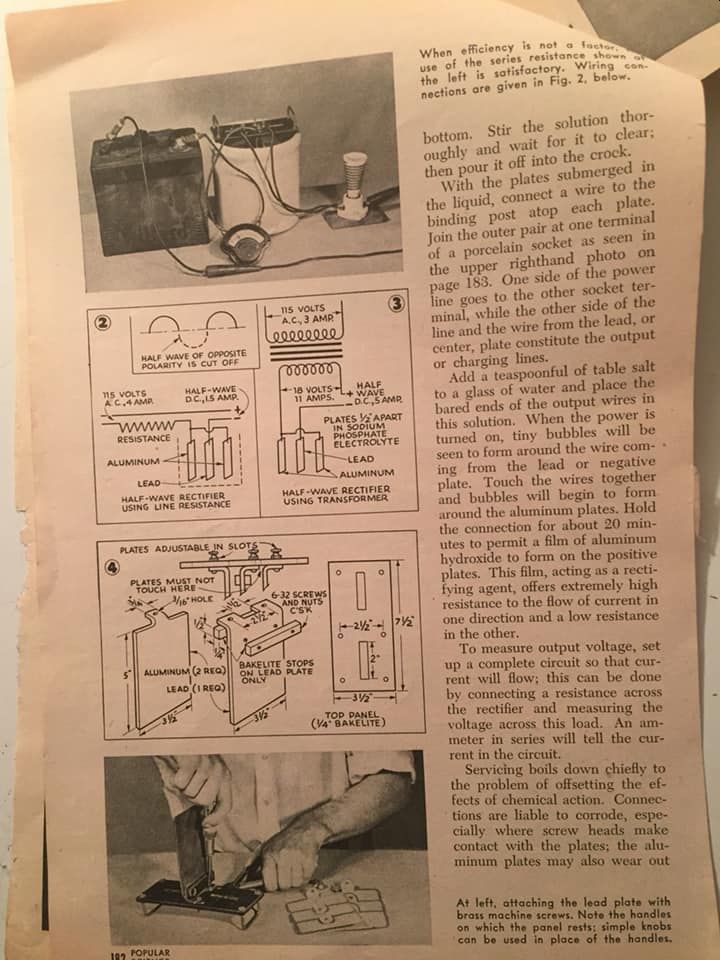 When efficiency is not a factor,
use of the series resistance shown
the left is satisfactory. Wiring con-
nections are given in Fig. 2, below.
bottom. Stir the solution thor-
oughly and wait for it to clear;
then pour it off into the crock.
With the plates submerged in
the liquid, connect a wire to the
binding post atop each plate.
Join the outer pair at one terminal
of a porcelain socket as seen in
the upper righthand photo on
page 183. One side of the power
line goes to the other socket ter-
minal, while the other side of the
line and the wire from the lead, or
center, plate constitute the output
or charging lines.
Add a teaspoonful of table salt
to a glass of water and place the
bared ends of the output wires in
this solution. When the power is
turned on, tiny bubbles will be
seen to form around the wire com-
ing from the lead or negative
plate. Touch the wires together
and bubbles will begin to form
around the aluminum plates. Hold
the connection for about 20 min-
utes to permit a film of aluminum
hydroxide to form on the positive
plates. This film, acting as a recti-
fying agent, offers extremely high
resistance to the flow of current in
one direction and a low resistance
in the other.
To measure output voltage, set
up a complete circuit so that cur-
rent will flow; this can be done
by connecting a resistance across
the rectifier and measuring the
voltage across this load. An am-
meter in series will tell the cur-
rent in the circuit.
Servicing boils down chiefly to
the problem of offsetting the ef-
fects of chemical action. Connec-
tions are liable to corrode, espe-
cially where screw heads make
contact with the plates; the alu-
minum plates may also wear out
2
HALF WAVE OF OPPOSITE
POLARITY IS CUT OFF
115 VOLTS
A.C., 4 AMP.
HALF-WAVE
D.C., 1.5 AMP.
+
RESISTANCE
ALUMINUM
LEAD
HALF-WAVE RECTIFIER
USING LINE RESISTANCE
3
115 VOLTS
A.C., 3 AMP.
18 VOLTS
11 AMPS.
+ HALF
WAVE
D.C., 5 AMP.
PLATES 1/2" APART
IN SODIUM
PHOSPHATE
ELECTROLYTE
LEAD
ALUMINUM
HALF-WAVE RECTIFIER
USING TRANSFORMER
4
PLATES ADJUSTABLE IN SLOTS
PLATES MUST NOT
TOUCH HERE
3/16" HOLE
1 1/2"
2 1/2"
6-32 SCREWS
AND NUTS
C'S'K
1/2"
5"
ALUMINUM (2 REQ.)
LEAD (1 REQ.)
BAKELITE STOPS
ON LEAD PLATE
ONLY
3 1/2"
3 1/2"
2 1/2"
7 1/2"
2"
3 1/2"
TOP PANEL
(1/4" BAKELITE)
At left, attaching the lead plate with
brass machine screws. Note the handles
on which the panel rests; simple knobs
can be used in place of the handles.
182 POPULAR